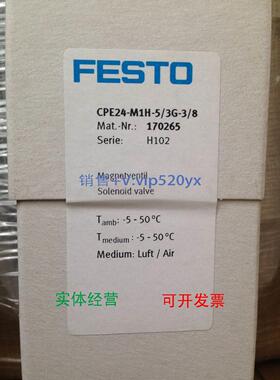 FESTO
CPE24-M1H-5/3G-3/8
Mat.-Nr.: 170265
Serie: H102
Magnetventil
销售+V:vip520yx
Solenoid valve
Tamb: -5 - 50 °C
Tmedium: -5 - 50 °C
Medium: Luft / Air
实体经营 可开发票